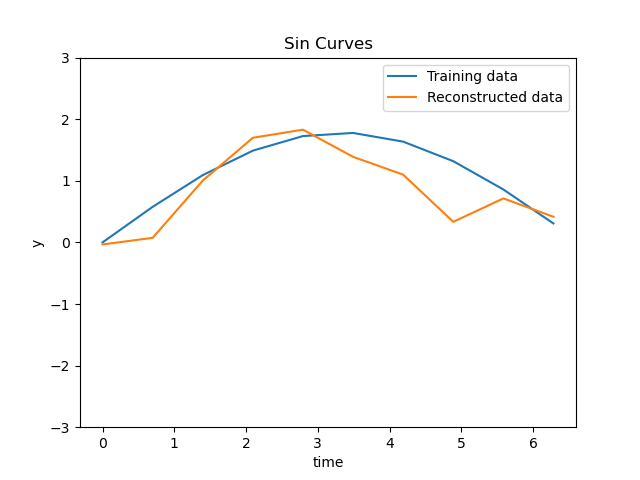 Sin Curves
Training data
Reconstructed data
3
2
1
0
−1
−2
−3
y
0 1 2 3 4 5 6
time